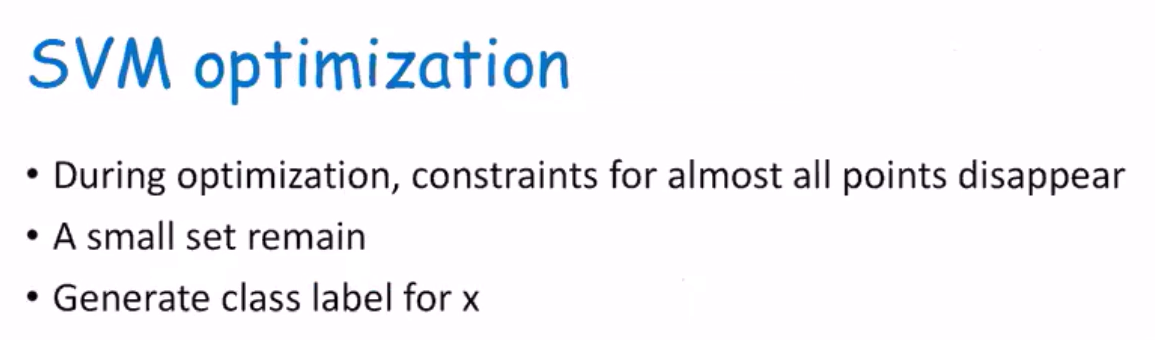 SVM optimization
• During optimization, constraints for almost all points disappear
• A small set remain
• Generate class label for x